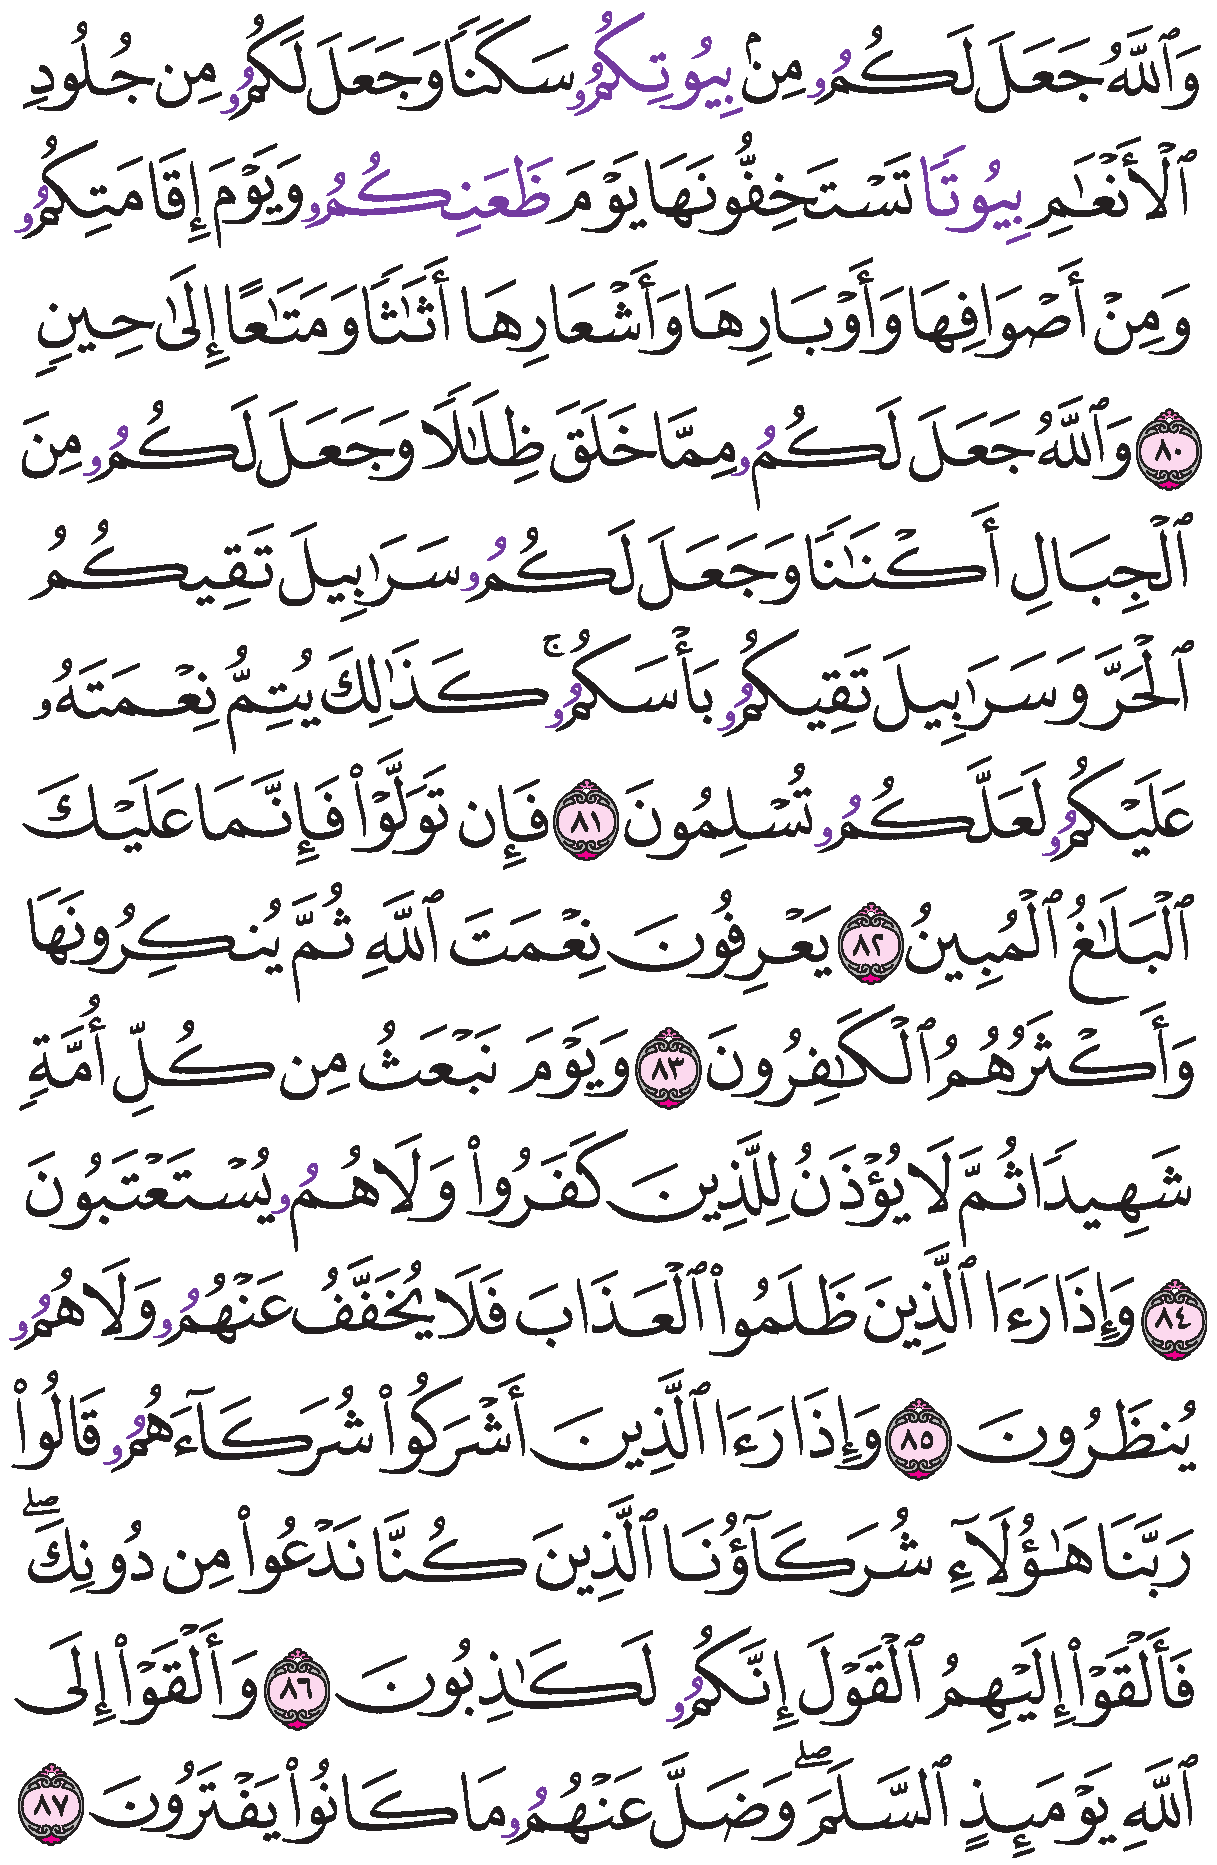 وَٱللَّهُ جَعَلَ لَكُمُۥ مِنۢ بِيُوتِكُمُۥ سَكَنًا وَجَعَلَ لَكُمُۥ مِن جُلُودِ
ٱلْأَنْعَٰمِ بِيُوتًا تَسْتَخِفُّونَهَا يَوْمَ ظَعَنِكُمُۥ وَيَوْمَ إِقَامَتِكُمُۥ
وَمِنْ أَصْوَافِهَا وَأَوْبَارِهَا وَأَشْعَارِهَا أَثَٰثًا وَمَتَٰعًا إِلَىٰ حِينٍ
٨٠ وَٱللَّهُ جَعَلَ لَكُمُۥ مِمَّا خَلَقَ ظِلَٰلًا وَجَعَلَ لَكُمُۥ مِنَ
ٱلْجِبَالِ أَكْنَٰنًا وَجَعَلَ لَكُمُۥ سَرَٰبِيلَ تَقِيكُمُ
ٱلْحَرَّ وَسَرَٰبِيلَ تَقِيكُمُۥ بَأْسَكُمُۥۚ كَذَٰلِكَ يُتِمُّ نِعْمَتَهُۥ
عَلَيْكُمُۥ لَعَلَّكُمُۥ تُسْلِمُونَ ٨١ فَإِن تَوَلَّوْا۟ فَإِنَّمَا عَلَيْكَ
ٱلْبَلَٰغُ ٱلْمُبِينُ ٨٢ يَعْرِفُونَ نِعْمَتَ ٱللَّهِ ثُمَّ يُنكِرُونَهَا
وَأَكْثَرُهُمُ ٱلْكَٰفِرُونَ ٨٣ وَيَوْمَ نَبْعَثُ مِن كُلِّ أُمَّةٍ
شَهِيدًا ثُمَّ لَا يُؤْذَنُ لِلَّذِينَ كَفَرُوا۟ وَلَا هُمُۥ يُسْتَعْتَبُونَ
٨٤ وَإِذَا رَءَا ٱلَّذِينَ ظَلَمُوا۟ ٱلْعَذَابَ فَلَا يُخَفَّفُ عَنْهُمُۥ وَلَا هُمُۥ
يُنظَرُونَ ٨٥ وَإِذَا رَءَا ٱلَّذِينَ أَشْرَكُوا۟ شُرَكَآءَهُمُۥ قَالُوا۟
رَبَّنَا هَٰٓؤُلَآءِ شُرَكَآؤُنَا ٱلَّذِينَ كُنَّا نَدْعُوا۟ مِن دُونِكَۖ
فَأَلْقَوْا۟ إِلَيْهِمُ ٱلْقَوْلَ إِنَّكُمُۥ لَكَٰذِبُونَ ٨٦ وَأَلْقَوْا۟ إِلَى
ٱللَّهِ يَوْمَئِذٍ ٱلسَّلَمَۖ وَضَلَّ عَنْهُمُۥ مَا كَانُوا۟ يَفْتَرُونَ ٨٧